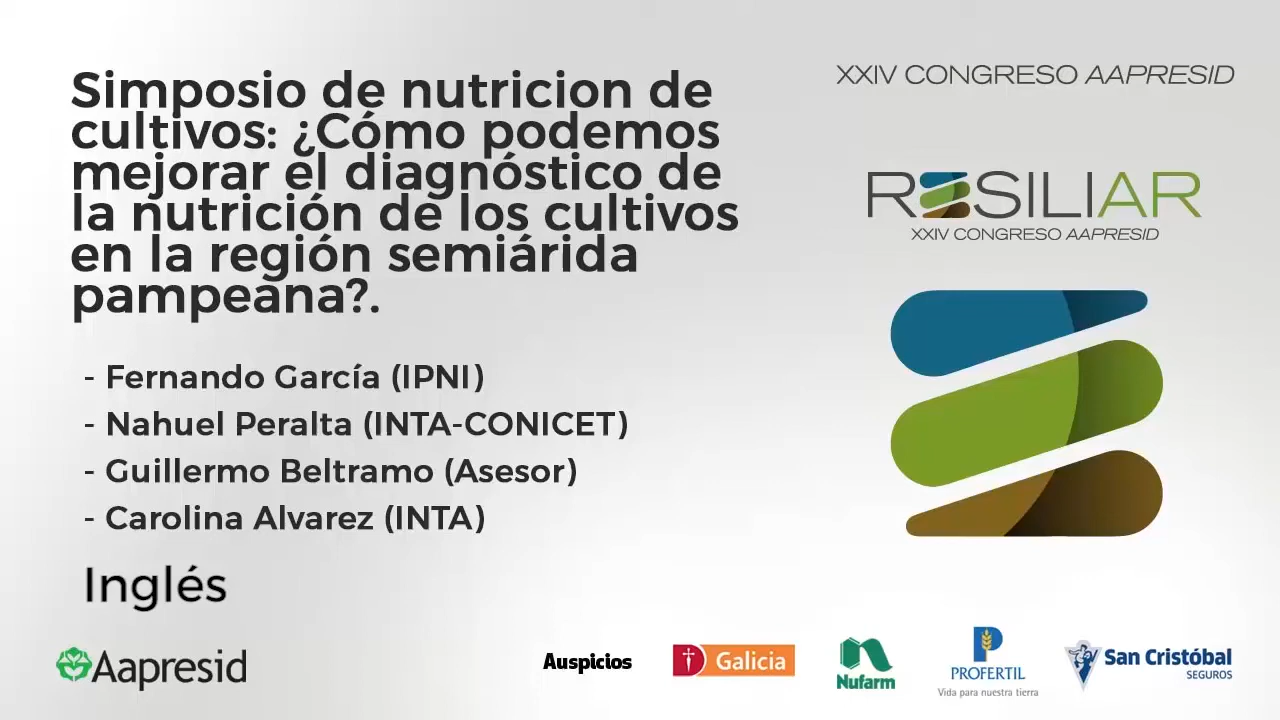 Simposio de nutricion de
cultivos: ¿Cómo podemos
mejorar el diagnóstico de
la nutrición de los cultivos
en la región semiárida
pampeana?.
- Fernando García (IPNI)
- Nahuel Peralta (INTA-CONICET)
- Guillermo Beltramo (Asesor)
- Carolina Alvarez (INTA)
Inglés
XXIV CONGRESO AAPRESID
RESILIAR
XXIV CONGRESO AAPRESID
Aapresid
Auspicios
Galicia
Nufarm
PROFERTIL
Vida para nuestra tierra
San Cristóbal
SEGUROS